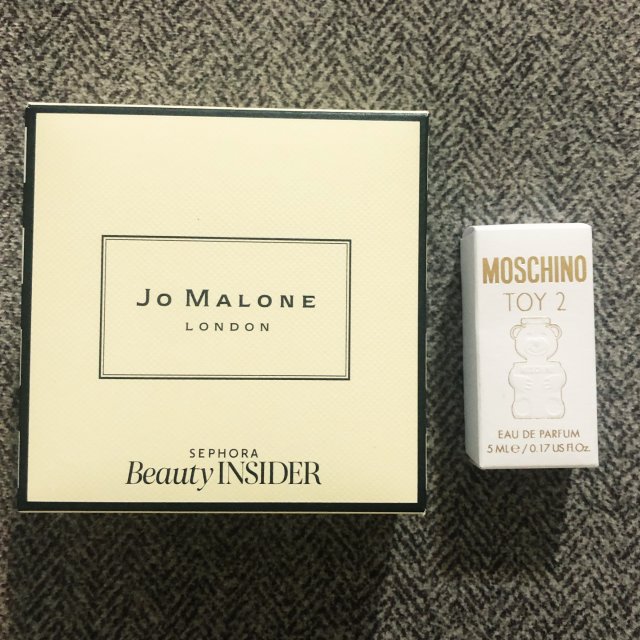 Jo Malone
LONDON
SEPHORA
Beauty INSIDER
MOSCHINO
TOY 2
EAU DE PARFUM
5 ML e / 0.17 US Fl.Oz.